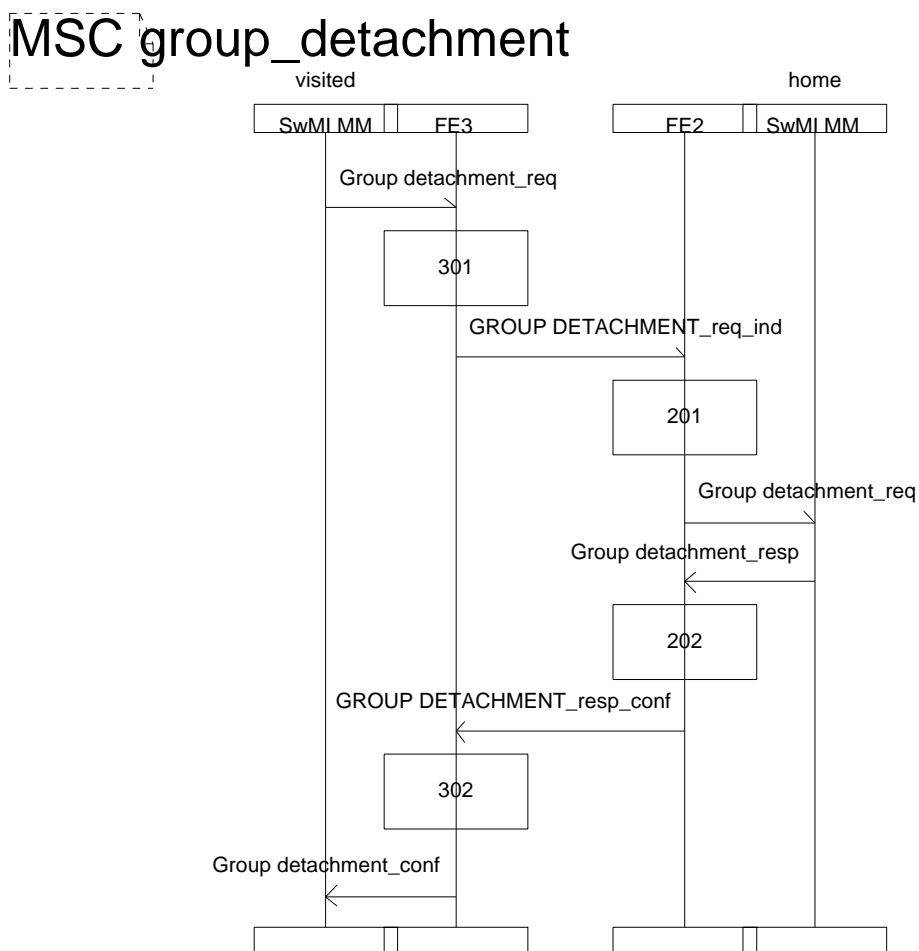 MSC group_detachment
visited home
SwMI MM FE3 FE2 SwMI MM
Group detachment_req
301
GROUP DETACHMENT_req_ind
201
Group detachment_req
Group detachment_resp
202
GROUP DETACHMENT_resp_conf
302
Group detachment_conf